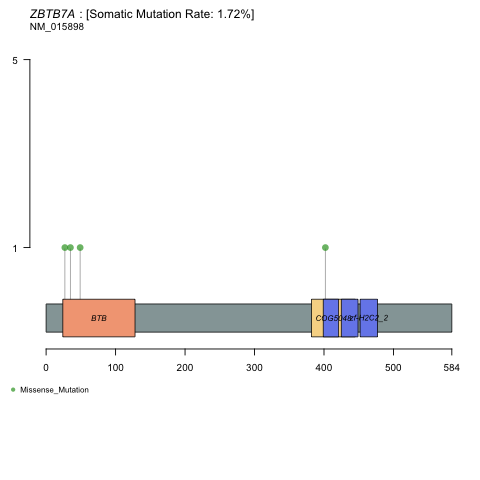 ZBTB7A : [Somatic Mutation Rate: 1.72%]
NM_015898
5
1
BTB
COG5048
zf-H2C2_2
0 100 200 300 400 500 584
Missense_Mutation